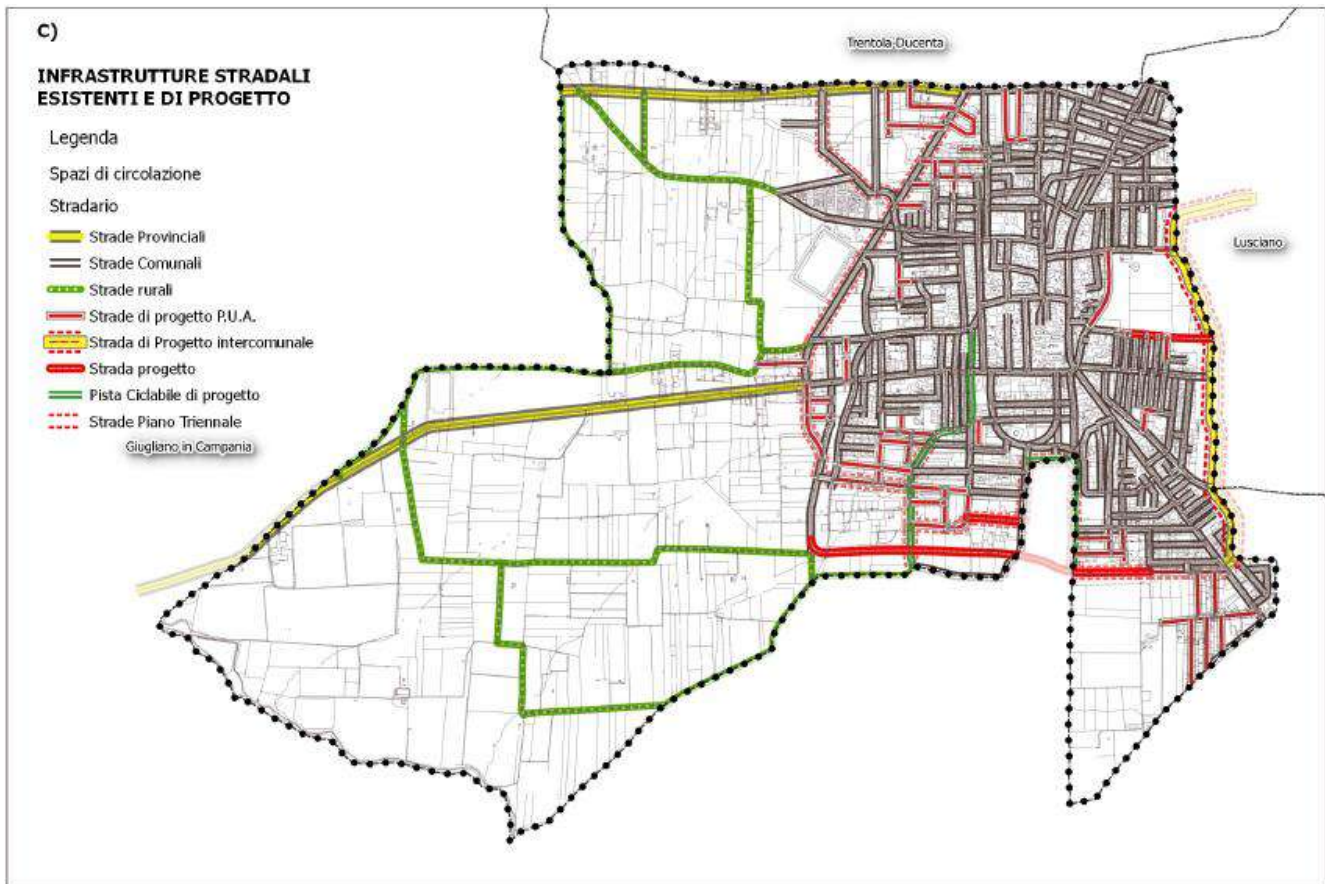 C)
INFRASTRUTTURE STRADALI
ESISTENTI E DI PROGETTO
Legenda
Spazi di circolazione
Stradario
Strade Provinciali
Strade Comunali
Strade rurali
Strade di progetto P.U.A.
Strada di Progetto intercomunale
Strada progetto
Pista Ciclabile di progetto
Strade Piano Triennale
Giugliano in Campania
Trentola-Ducenta
Lusciano